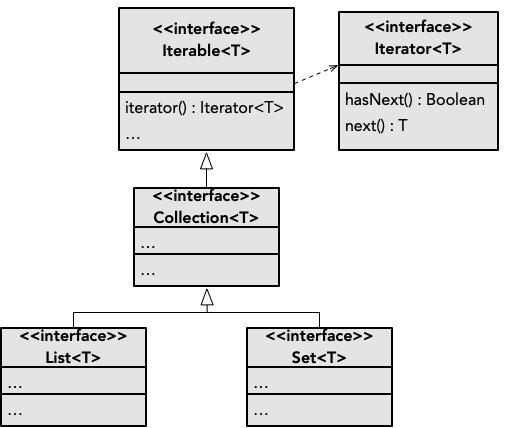 <<interface>>
Iterable<T>
iterator() : Iterator<T>
...
<<interface>>
Iterator<T>
hasNext() : Boolean
next() : T
<<interface>>
Collection<T>
...
...
<<interface>>
List<T>
...
...
<<interface>>
Set<T>
...
...